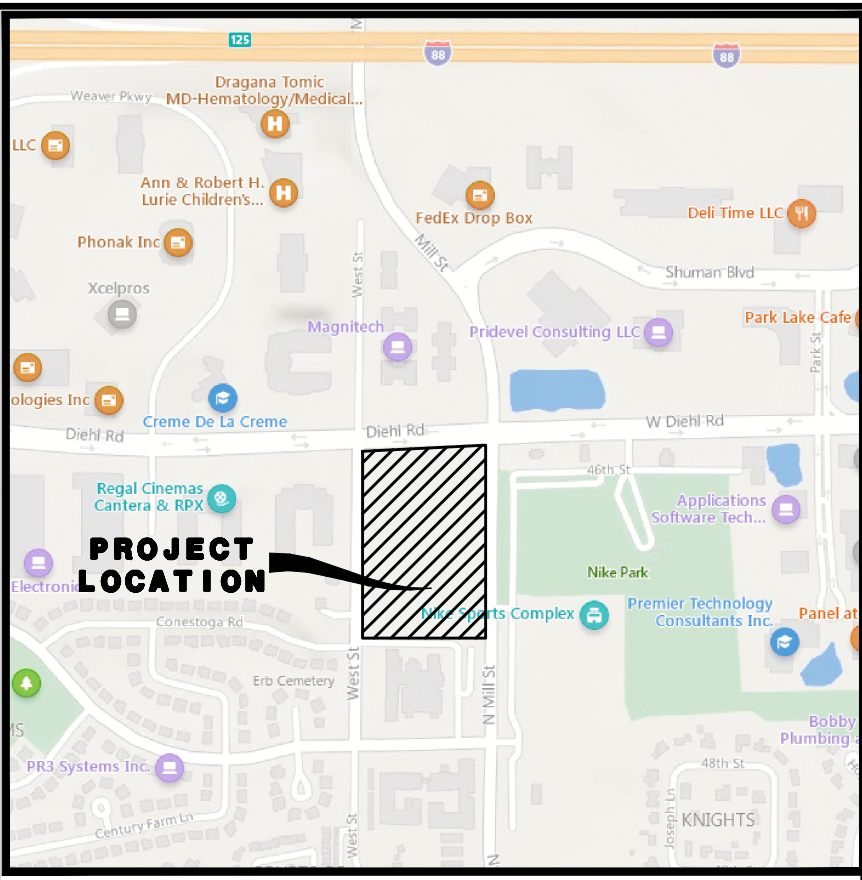 M
125
88
88
Dragana Tomic
MD-Hematology/Medical...
Weaver Pkwy
LLC
Ann & Robert H.
Lurie Children's...
FedEx Drop Box
Deli Time LLC
Phonak Inc
Mill St
West St
Shuman Blvd
Xcelpros
Magnitech
Pridevel Consulting LLC
Park Lake Cafe
Park St
ologies Inc
Creme De La Creme
Diehl Rd
Diehl Rd
W Diehl Rd
46th St
Regal Cinemas
Cantera & RPX
Applications
Software Tech...
PROJECT
LOCATION
Electronic
Nike Park
Nike Sports Complex
Premier Technology
Consultants Inc.
Panel at
Conestoga Rd
West St
Erb Cemetery
N Mill St
MS
Bobby
Plumbing a
PR3 Systems Inc.
48th St
Joseph Ln
KNIGHTS
Century Farm Ln
West St
N